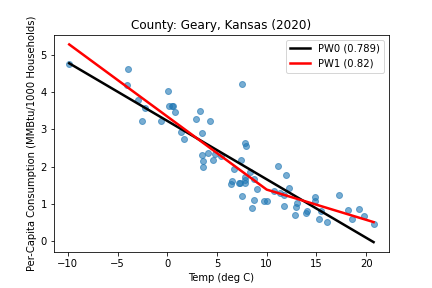 County: Geary, Kansas (2020)
PW0 (0.789)
PW1 (0.82)
Per-Capita Consumption (MMBtu/1000 Households)
5
4
3
2
1
0
−10 −5 0 5 10 15 20
Temp (deg C)